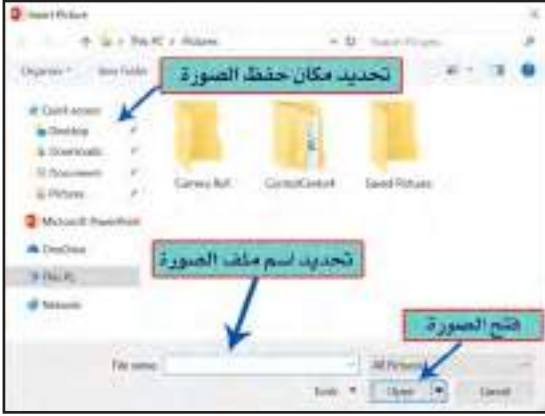 Insert Picture
This PC > Pictures
Organize New folder
تحديد مكان حفظ الصورة
Quick access
Desktop
Downloads
Documents
Pictures
Camera Roll
ControlCenter4
Saved Pictures
Microsoft PowerPoint
OneDrive
This PC
Network
تحديد اسم ملف الصورة
فتح الصورة
File name:
All Pictures
Tools
Open
Cancel